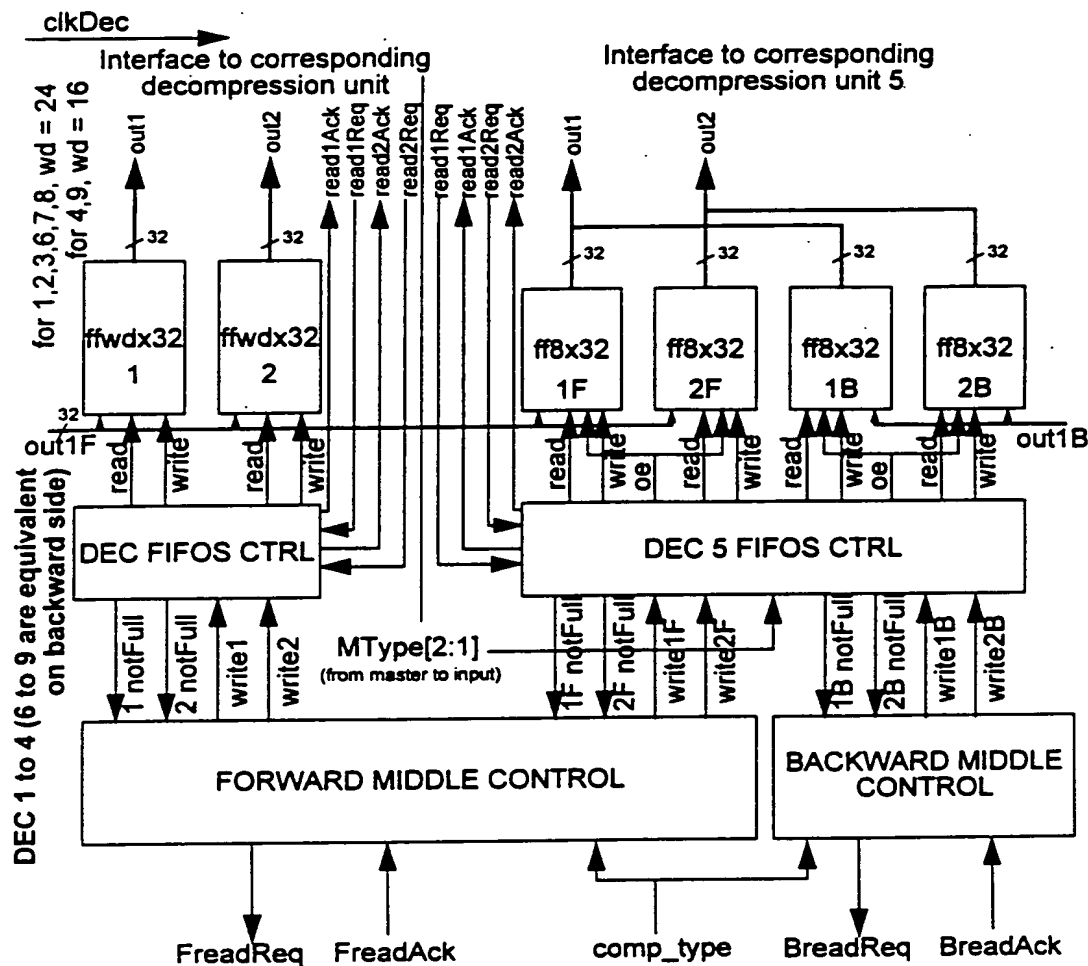 clkDec
Interface to corresponding
decompression unit
Interface to corresponding
decompression unit 5
for 1,2,3,6,7,8, wd = 24
for 4,9, wd = 16
out1
out2
read1Ack
read1Req
read2Ack
read2Req
read1Req
read1Ack
read2Req
read2Ack
out1
out2
32
32
32
32
32
32
ffwdx32
1
ffwdx32
2
ff8x32
1F
ff8x32
2F
ff8x32
1B
ff8x32
2B
32
out1F
out1B
read
write
read
write
read
write
oe
read
write
read
write
oe
read
write
DEC FIFOS CTRL
DEC 5 FIFOS CTRL
DEC 1 to 4 (6 to 9 are equivalent
on backward side)
1 notFull
2 notFull
write1
write2
MType[2:1]
(from master to input)
1F notFull
2F notFull
write1F
write2F
1B notFull
2B notFull
write1B
write2B
FORWARD MIDDLE CONTROL
BACKWARD MIDDLE
CONTROL
FreadReq
FreadAck
comp_type
BreadReq
BreadAck